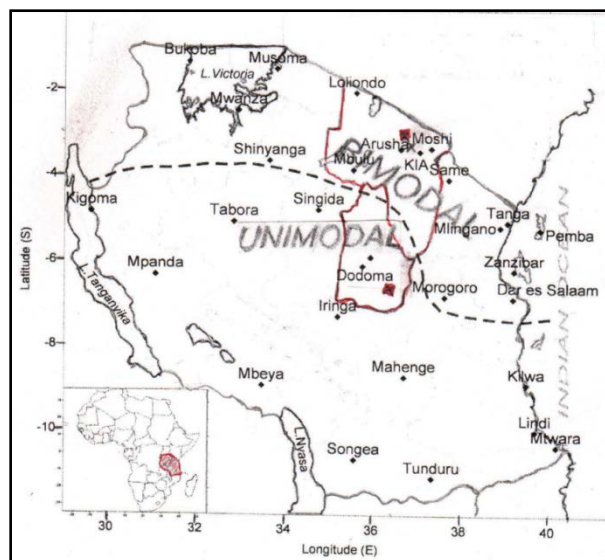 Bukoba
Musoma
L. Victoria
Loliondo
Mwanza
BIMODAL
Arusha
Moshi
Shinyanga
Mbulu
KIA
Same
Kigoma
Singida
Tabora
Tanga
Mlingano
Pemba
UNIMODAL
Mpanda
Dodoma
Zanzibar
Morogoro
Dar es Salaam
L. Tanganyika
Iringa
Mbeya
Mahenge
Kilwa
INDIAN OCEAN
Lindi
Mtwara
L. Nyasa
Songea
Tunduru
Latitude (S)
-2
-4
-6
-8
-10
30
32
34
36
38
40
Longitude (E)